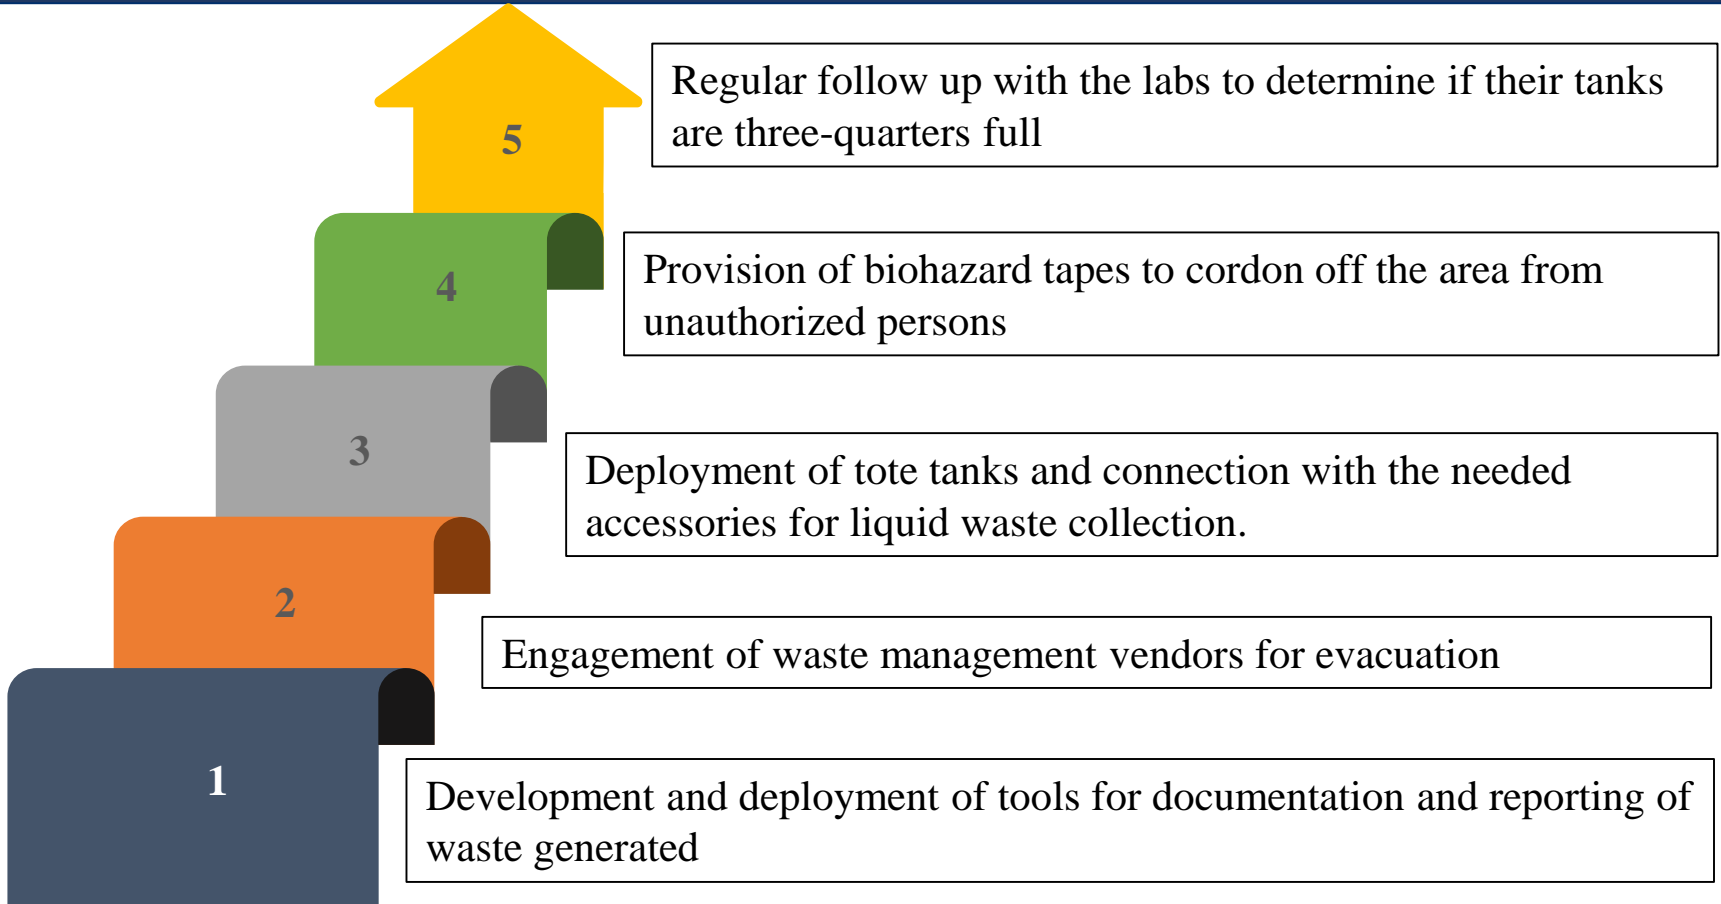 5
Regular follow up with the labs to determine if their tanks
are three-quarters full
4
Provision of biohazard tapes to cordon off the area from
unauthorized persons
3
Deployment of tote tanks and connection with the needed
accessories for liquid waste collection.
2
Engagement of waste management vendors for evacuation
1
Development and deployment of tools for documentation and reporting of
waste generated